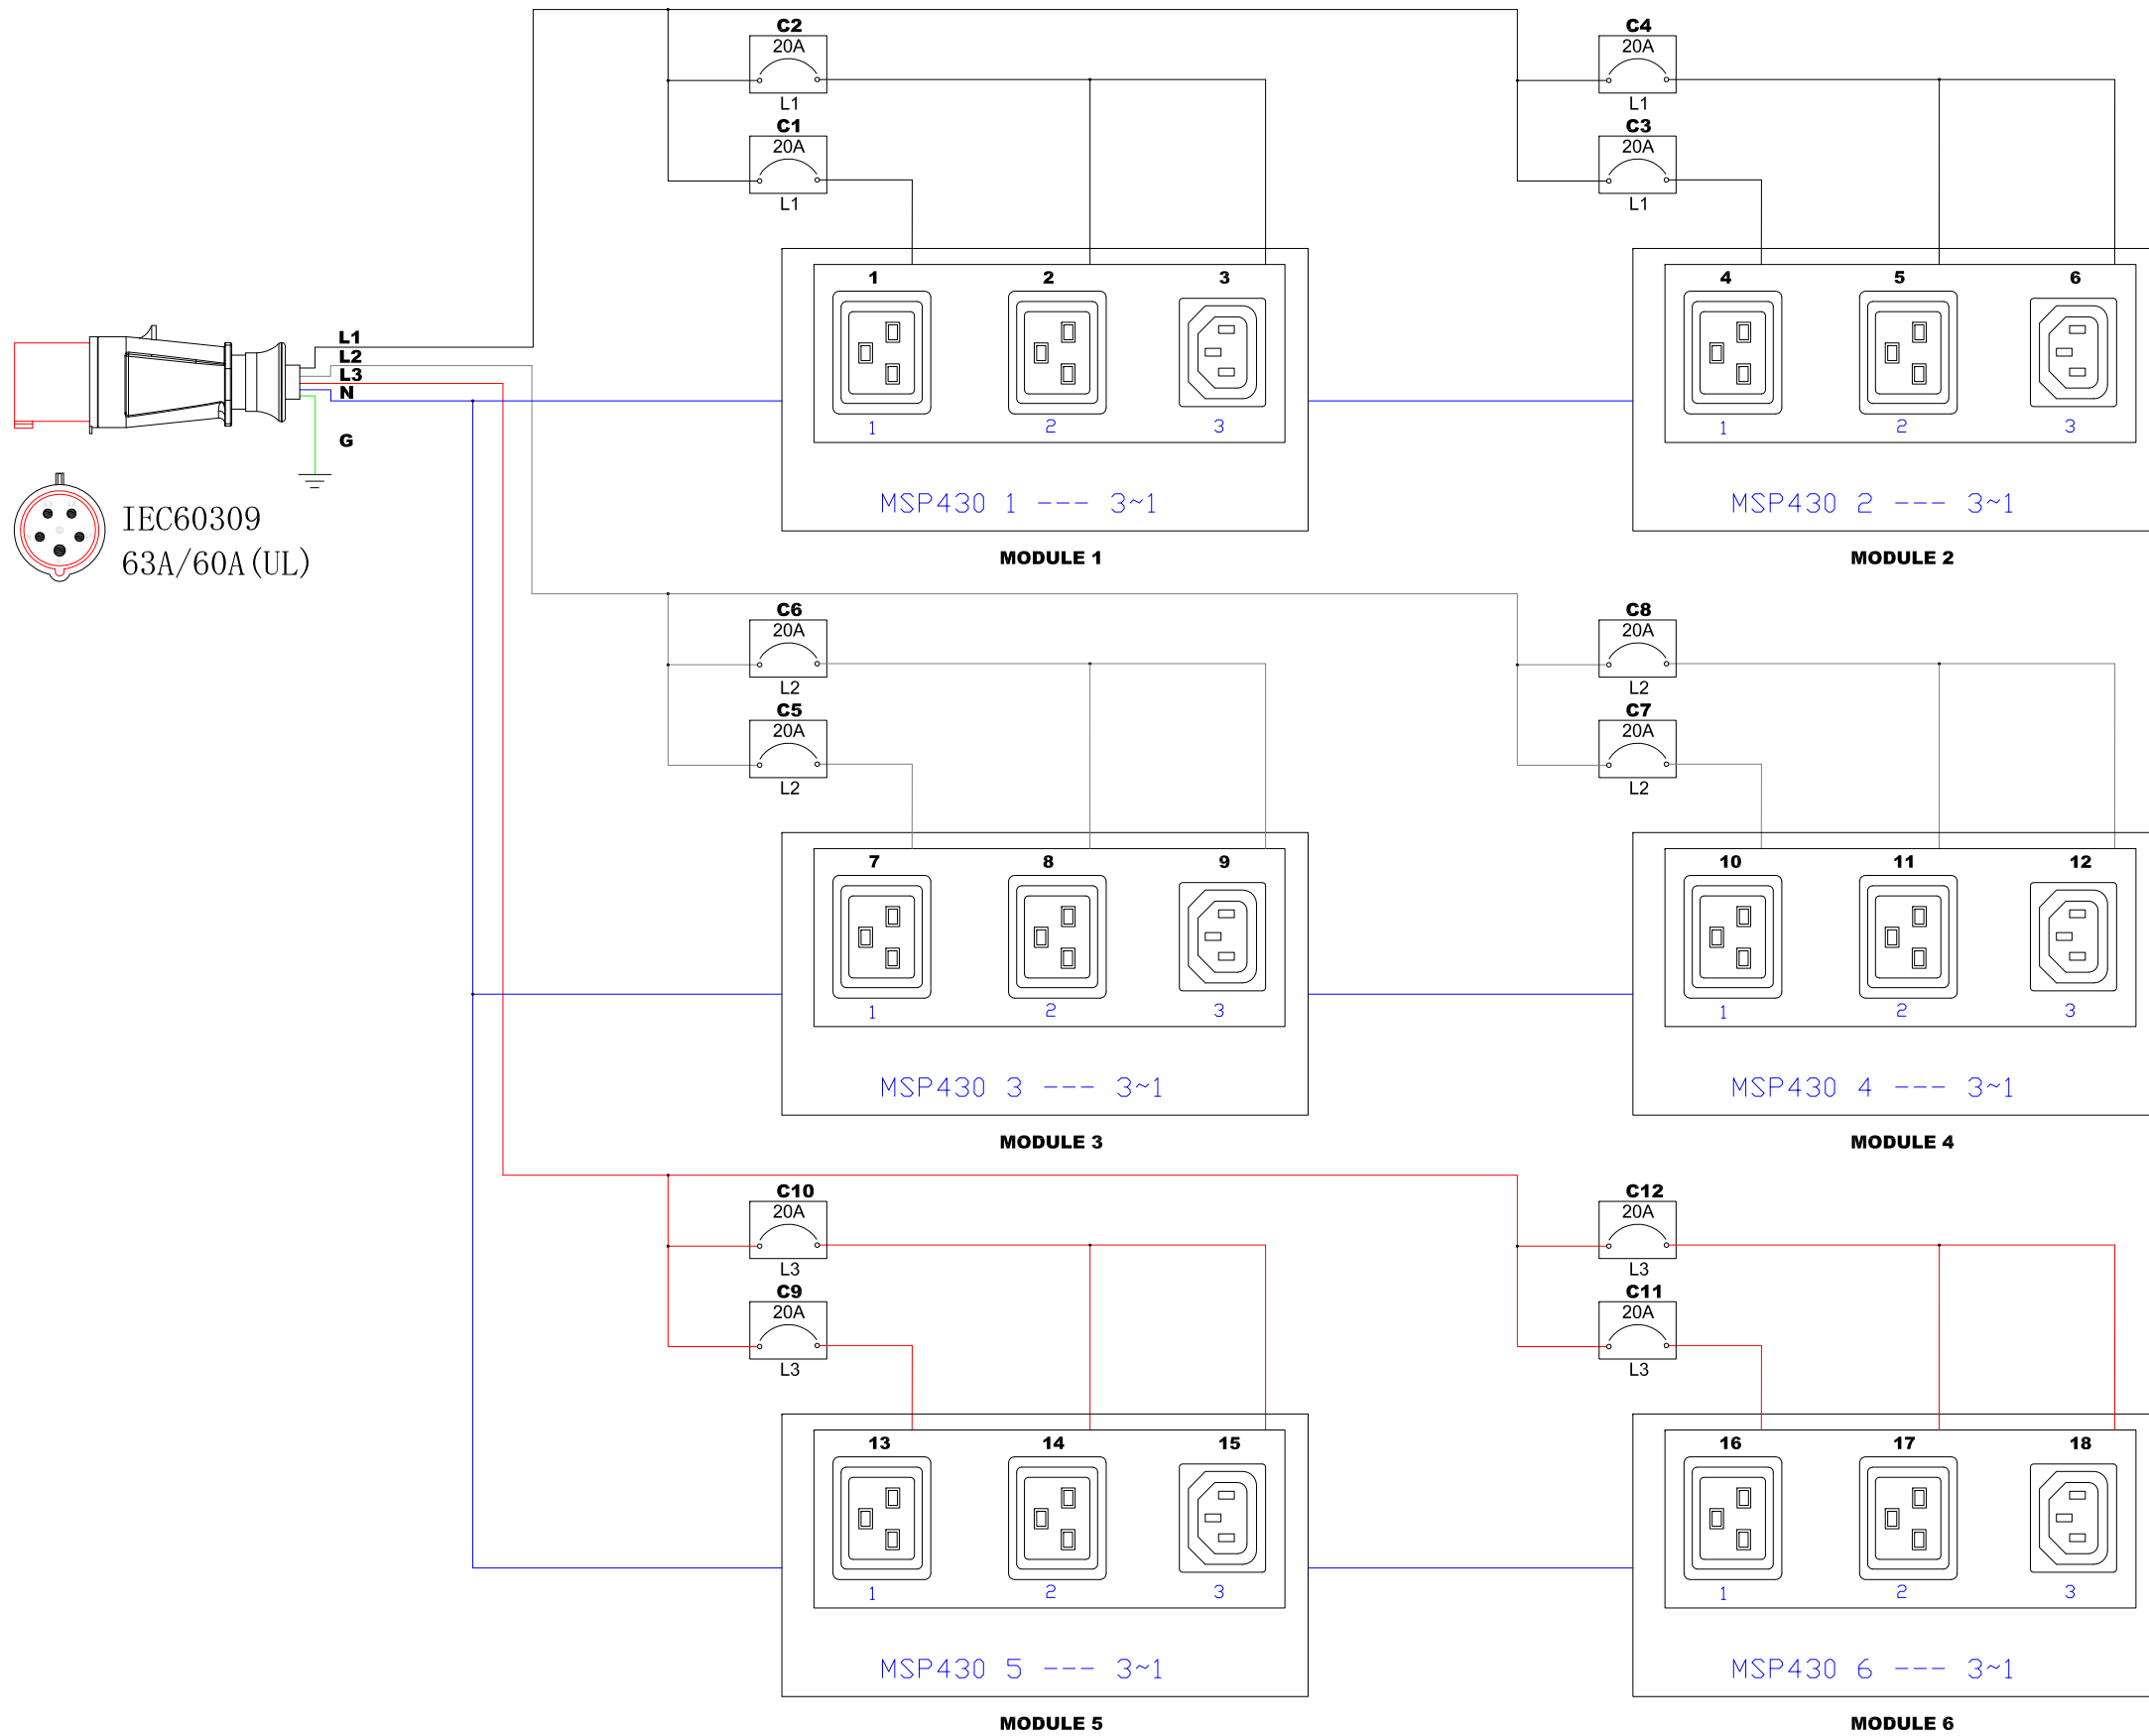 C2
20A
L1
C1
20A
L1
C4
20A
L1
C3
20A
L1
L1
L2
L3
N
G
IEC60309
63A/60A(UL)
1 2 3
1 2 3
MSP430 1 --- 3~1
MODULE 1
4 5 6
1 2 3
MSP430 2 --- 3~1
MODULE 2
C6
20A
L2
C5
20A
L2
C8
20A
L2
C7
20A
L2
7 8 9
1 2 3
MSP430 3 --- 3~1
MODULE 3
10 11 12
1 2 3
MSP430 4 --- 3~1
MODULE 4
C10
20A
L3
C9
20A
L3
C12
20A
L3
C11
20A
L3
13 14 15
1 2 3
MSP430 5 --- 3~1
MODULE 5
16 17 18
1 2 3
MSP430 6 --- 3~1
MODULE 6